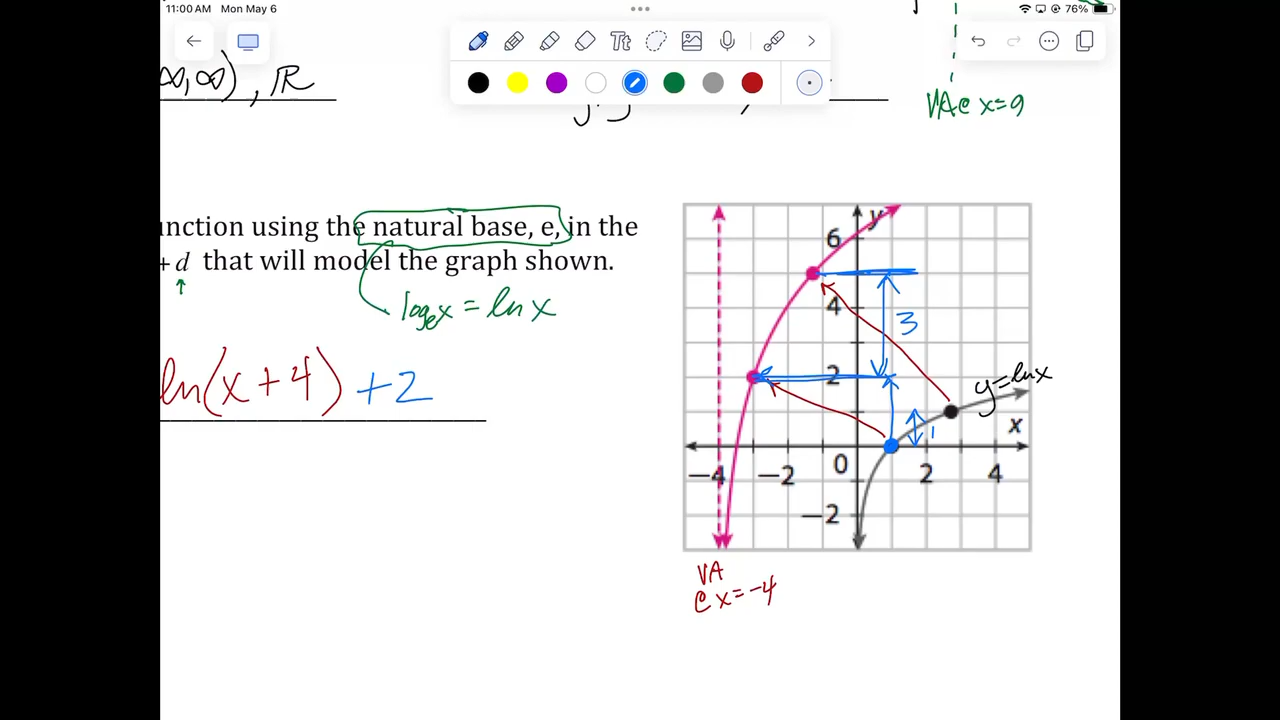 11:00 AM Mon May 6
76%
∞,∞), ℝ
VA@ x=9
unction using the natural base, e, in the
+ d that will model the graph shown.
logₑx = ln x
ln(x+4) +2
y
6
4
3
2
y=ln x
1
x
-4 -2 0 2 4
-2
VA
@ x=-4